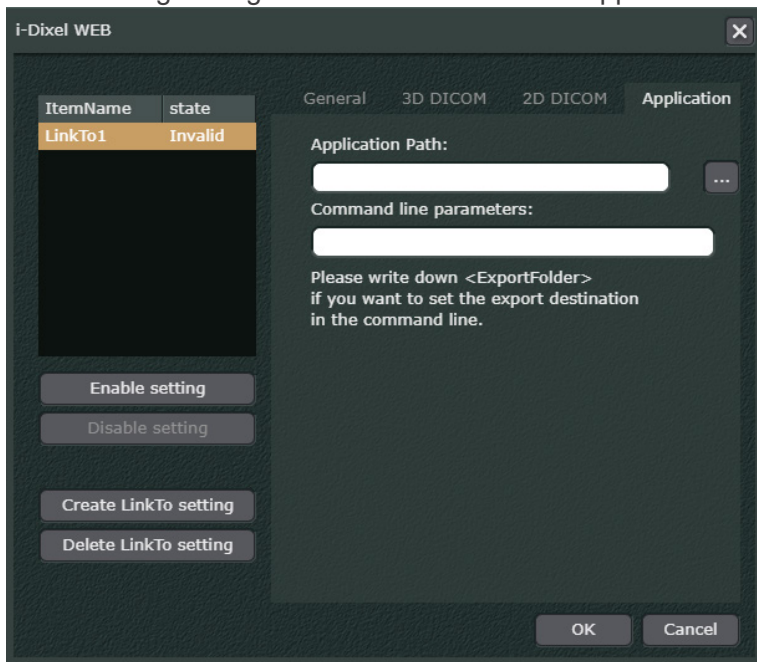 i-Dixel WEB
ItemName state
LinkTo1 Invalid
General 3D DICOM 2D DICOM Application
Application Path:
...
Command line parameters:
Please write down <ExportFolder>
if you want to set the export destination
in the command line.
Enable setting
Disable setting
Create LinkTo setting
Delete LinkTo setting
OK Cancel